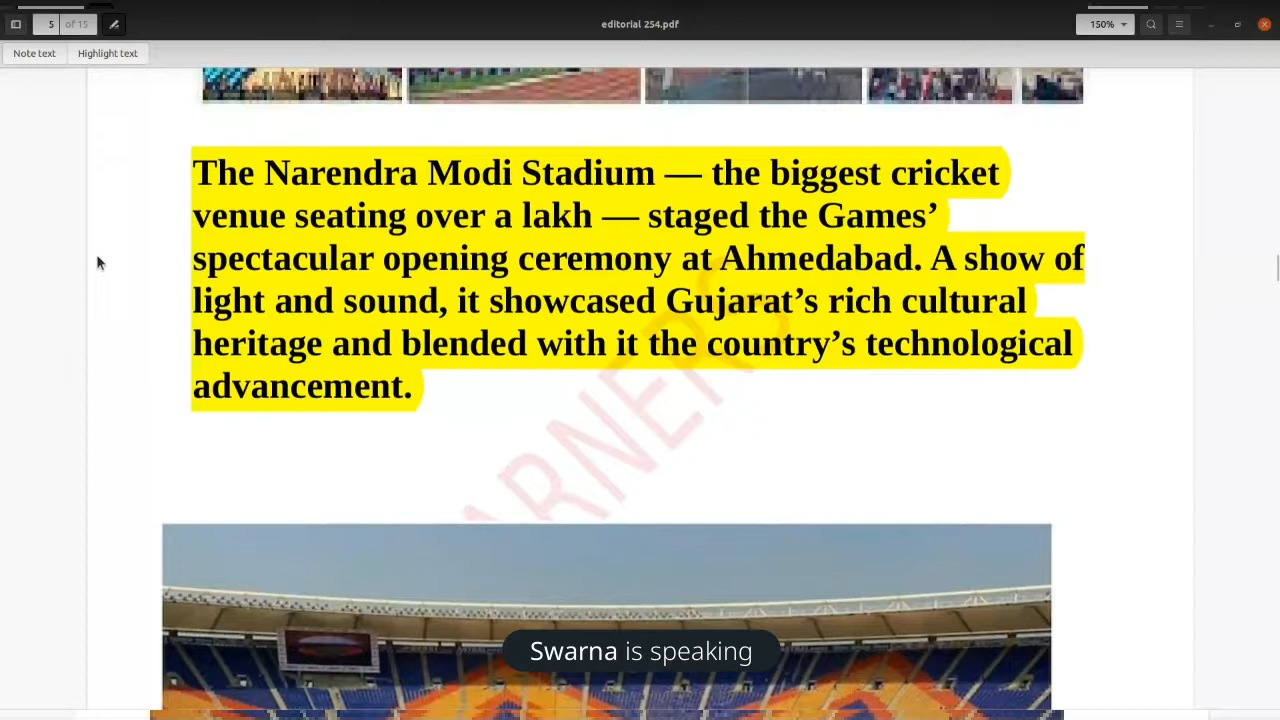 5 of 15
editorial 254.pdf
150%
Note text
Highlight text
The Narendra Modi Stadium — the biggest cricket
venue seating over a lakh — staged the Games’
spectacular opening ceremony at Ahmedabad. A show of
light and sound, it showcased Gujarat’s rich cultural
heritage and blended with it the country’s technological
advancement.
ARNERS
Swarna is speaking